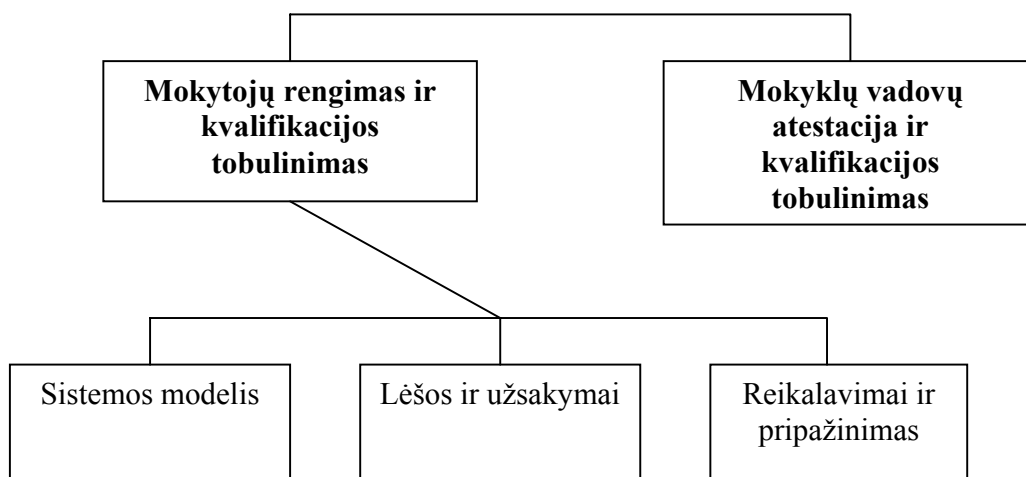 Mokytojų rengimas ir
kvalifikacijos
tobulinimas
Mokyklų vadovų
atestacija ir
kvalifikacijos
tobulinimas
Sistemos modelis
Lėšos ir užsakymai
Reikalavimai ir
pripažinimas